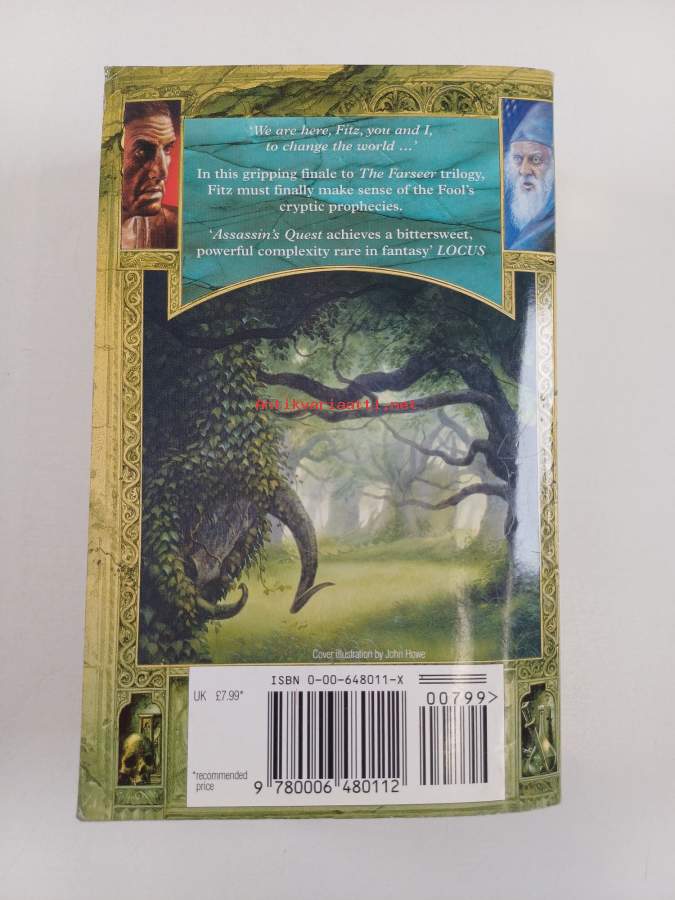 ‘We are here, Fitz, you and I,
to change the world ...’
In this gripping finale to The Farseer trilogy,
Fitz must finally make sense of the Fool’s
cryptic prophecies.
‘Assassin’s Quest achieves a bittersweet,
powerful complexity rare in fantasy’ LOCUS
Antikvariaatti.net
Cover illustration by John Howe
ISBN 0-00-648011-X
UK £7.99*
00799>
*recommended
price
9 780006 480112